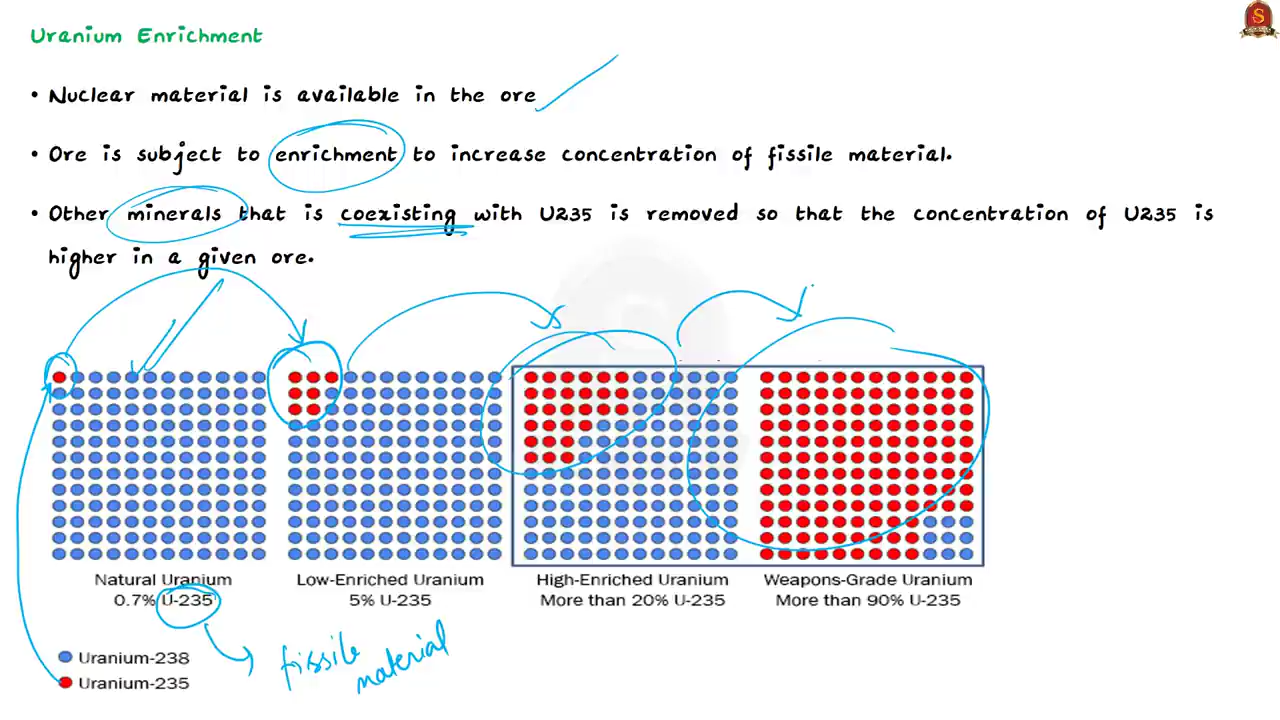 Uranium Enrichment
• Nuclear material is available in the ore
• Ore is subject to enrichment to increase concentration of fissile material.
• Other minerals that is coexisting with U235 is removed so that the concentration of U235 is
higher in a given ore.
Natural Uranium
0.7% U-235
Low-Enriched Uranium
5% U-235
High-Enriched Uranium
More than 20% U-235
Weapons-Grade Uranium
More than 90% U-235
Uranium-238
Uranium-235
fissile
material